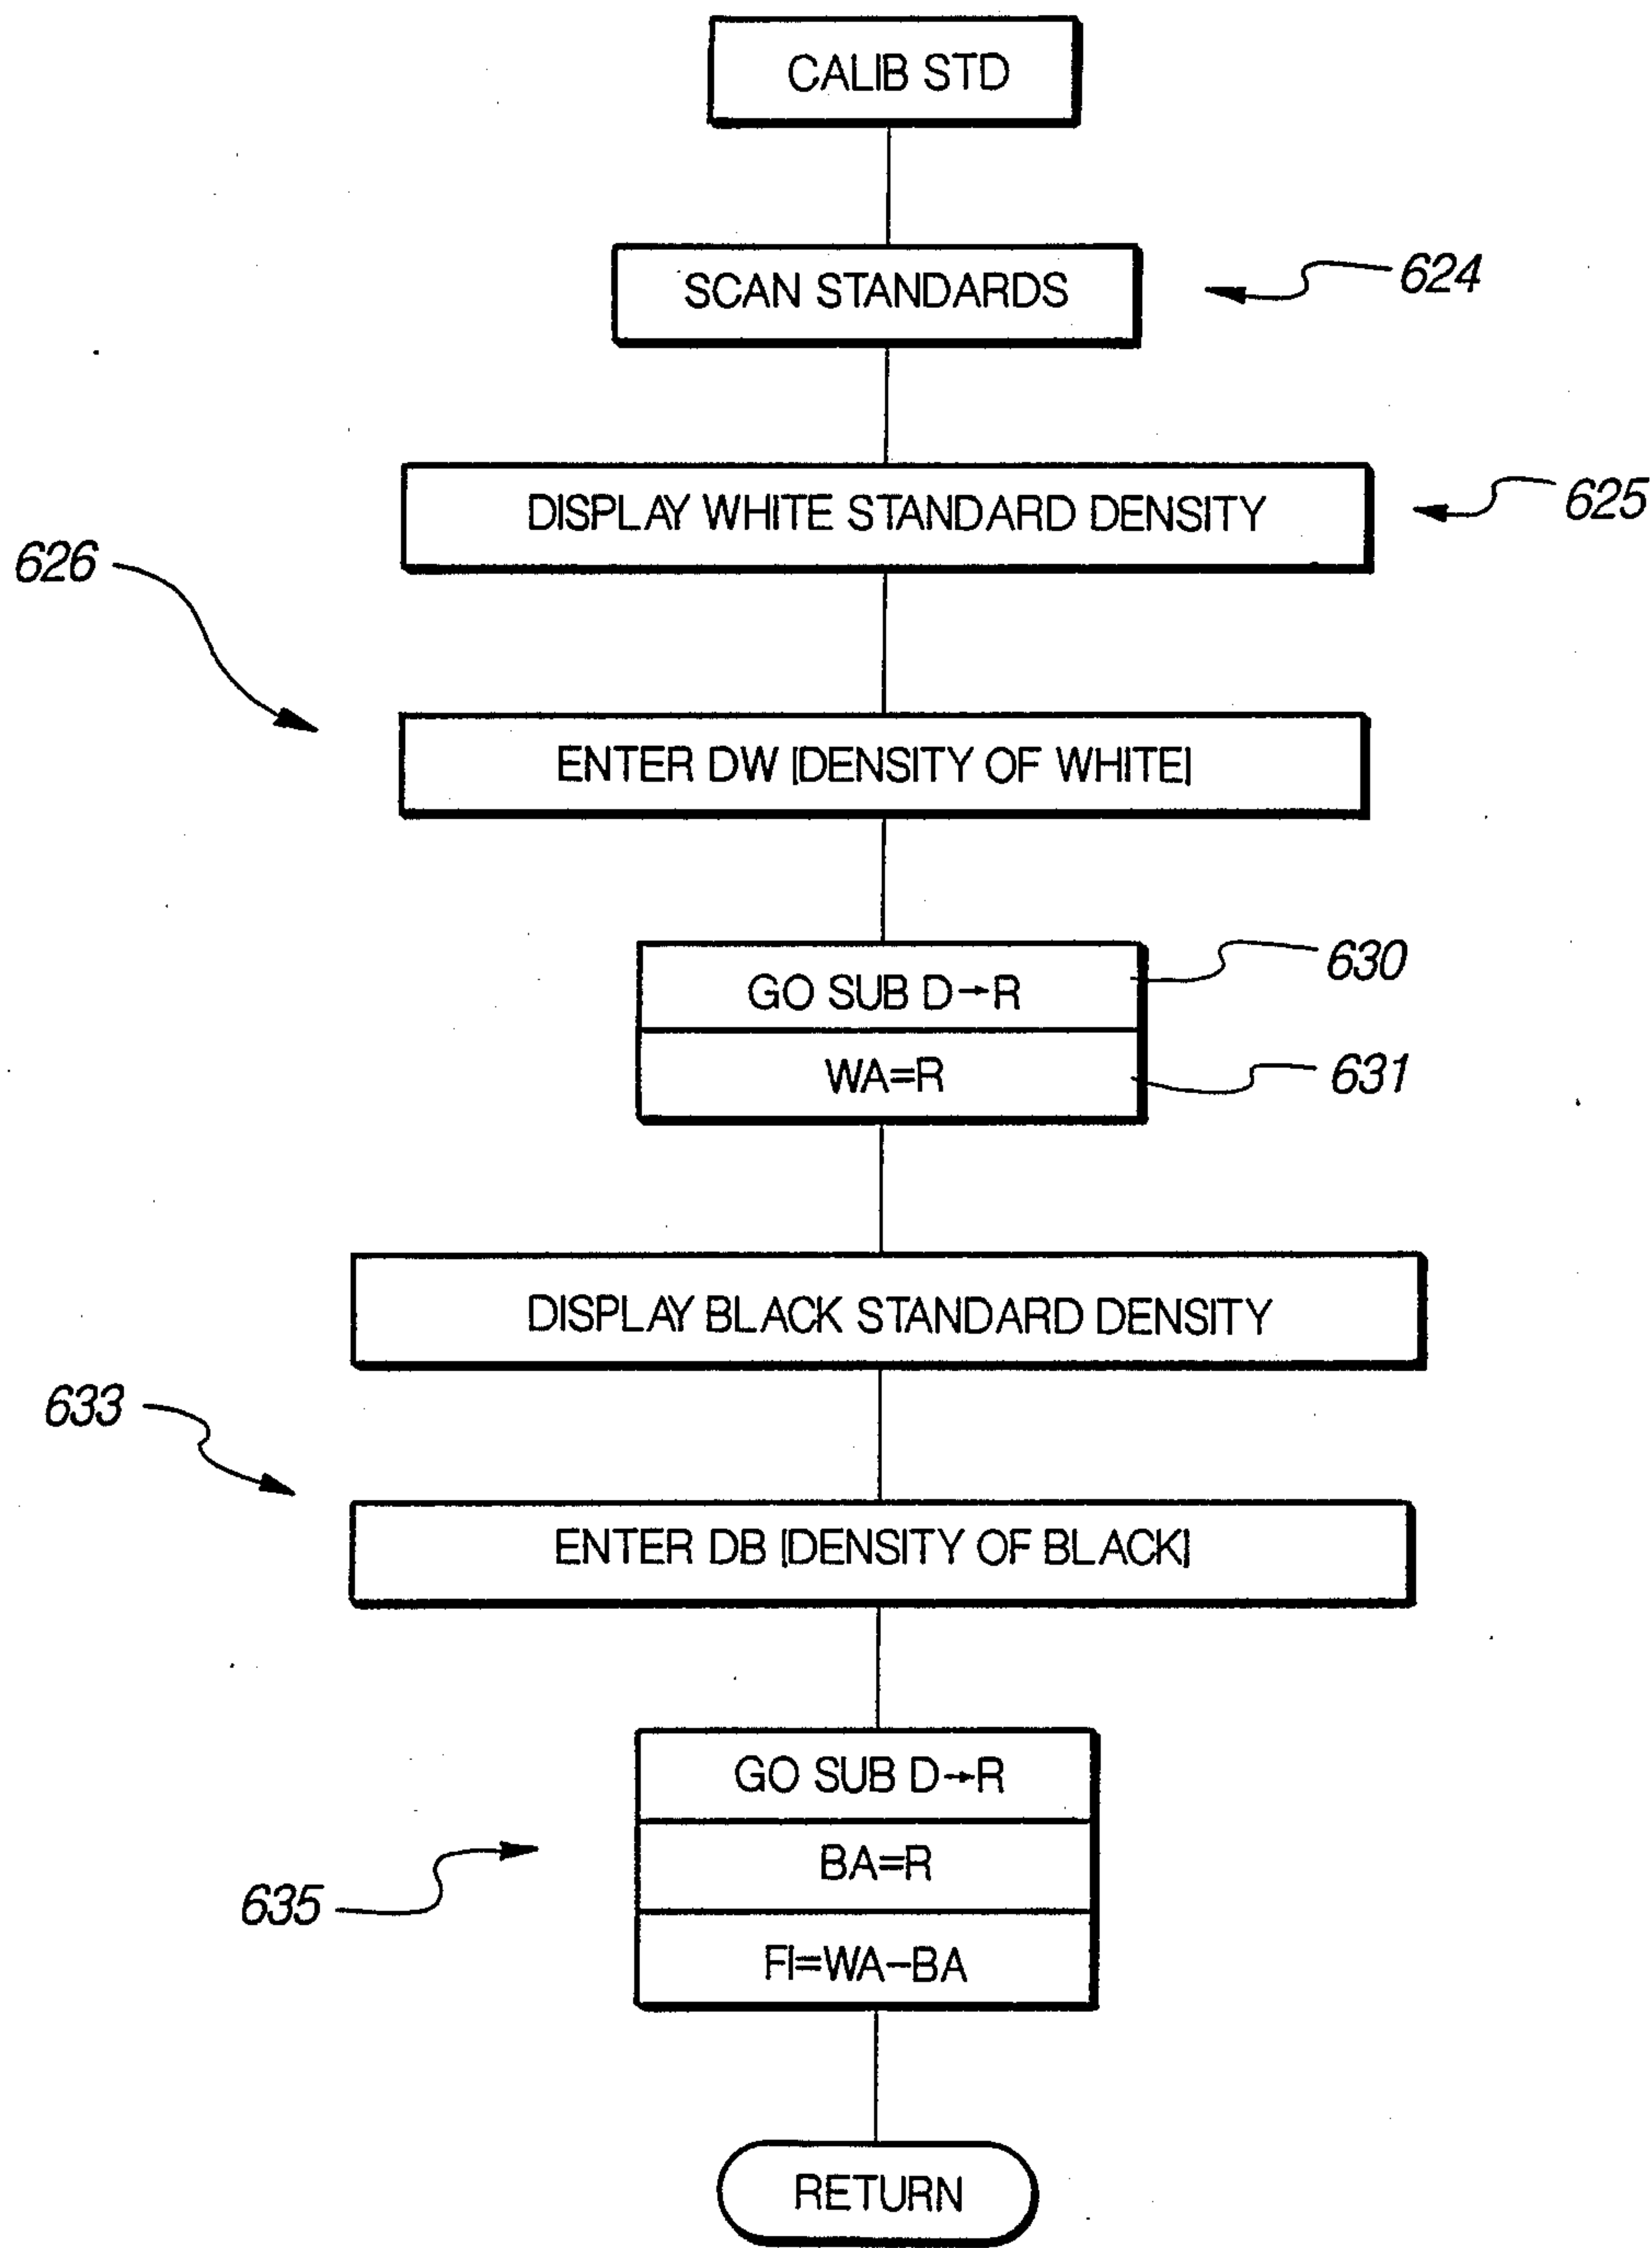 CALIB STD
SCAN STANDARDS
624
DISPLAY WHITE STANDARD DENSITY
625
626
ENTER DW [DENSITY OF WHITE]
GO SUB D→R
630
WA=R
631
DISPLAY BLACK STANDARD DENSITY
633
ENTER DB [DENSITY OF BLACK]
GO SUB D→R
BA=R
635
FI=WA-BA
RETURN